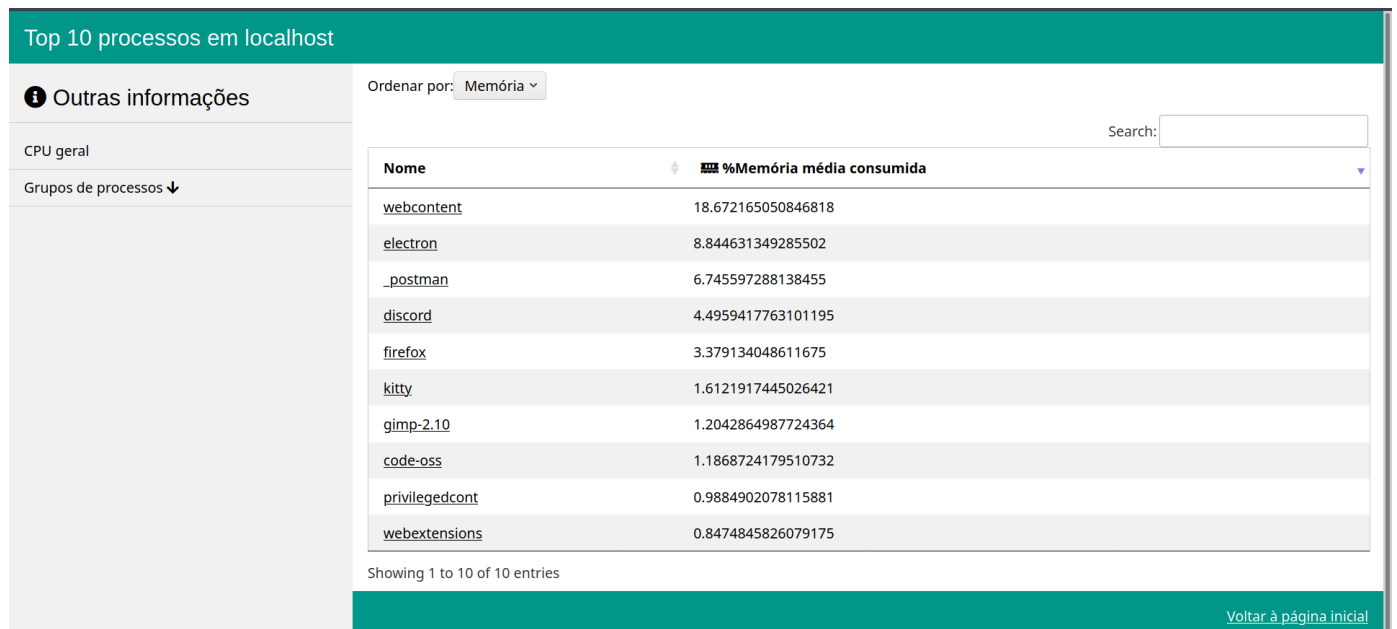 Top 10 processos em localhost
Outras informações
CPU geral
Grupos de processos
Ordenar por: Memória
Search:
Nome %Memória média consumida
webcontent 18.672165050846818
electron 8.844631349285502
_postman 6.745597288138455
discord 4.4959417763101195
firefox 3.379134048611675
kitty 1.6121917445026421
gimp-2.10 1.2042864987724364
code-oss 1.1868724179510732
privilegedcont 0.9884902078115881
webextensions 0.8474845826079175
Showing 1 to 10 of 10 entries
Voltar à página inicial